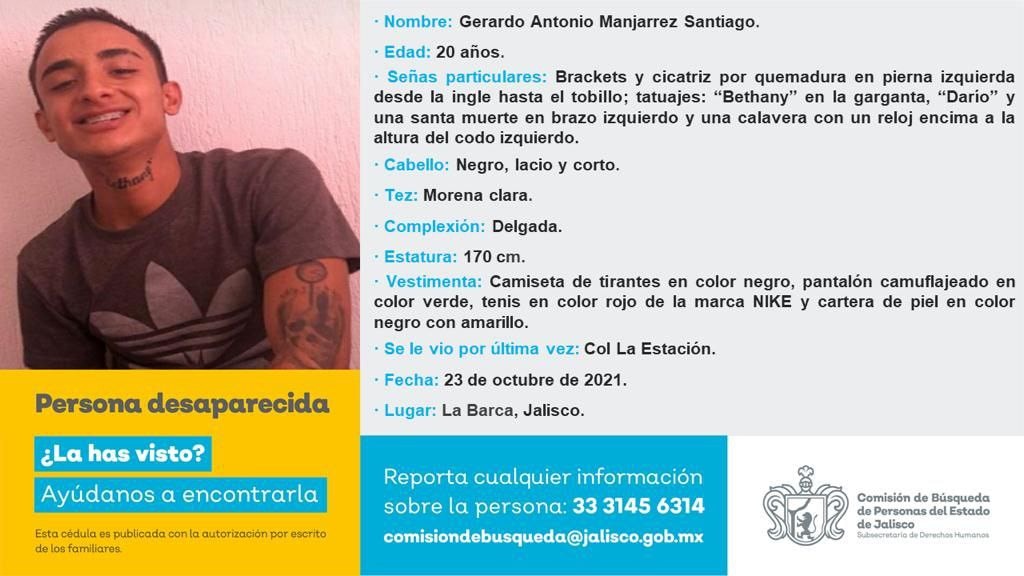 · Nombre: Gerardo Antonio Manjarrez Santiago.
· Edad: 20 años.
· Señas particulares: Brackets y cicatriz por quemadura en pierna izquierda
desde la ingle hasta el tobillo; tatuajes: “Bethany” en la garganta, “Darío” y
una santa muerte en brazo izquierdo y una calavera con un reloj encima a la
altura del codo izquierdo.
· Cabello: Negro, lacio y corto.
· Tez: Morena clara.
· Complexión: Delgada.
· Estatura: 170 cm.
· Vestimenta: Camiseta de tirantes en color negro, pantalón camuflajeado en
color verde, tenis en color rojo de la marca NIKE y cartera de piel en color
negro con amarillo.
· Se le vio por última vez: Col La Estación.
· Fecha: 23 de octubre de 2021.
· Lugar: La Barca, Jalisco.
Bethany
Persona desaparecida
¿La has visto?
Ayúdanos a encontrarla
Esta cédula es publicada con la autorización por escrito
de los familiares.
Reporta cualquier información
sobre la persona: 33 3145 6314
comisiondebusqueda@jalisco.gob.mx
Comisión de Búsqueda
de Personas del Estado
de Jalisco
Subsecretaría de Derechos Humanos